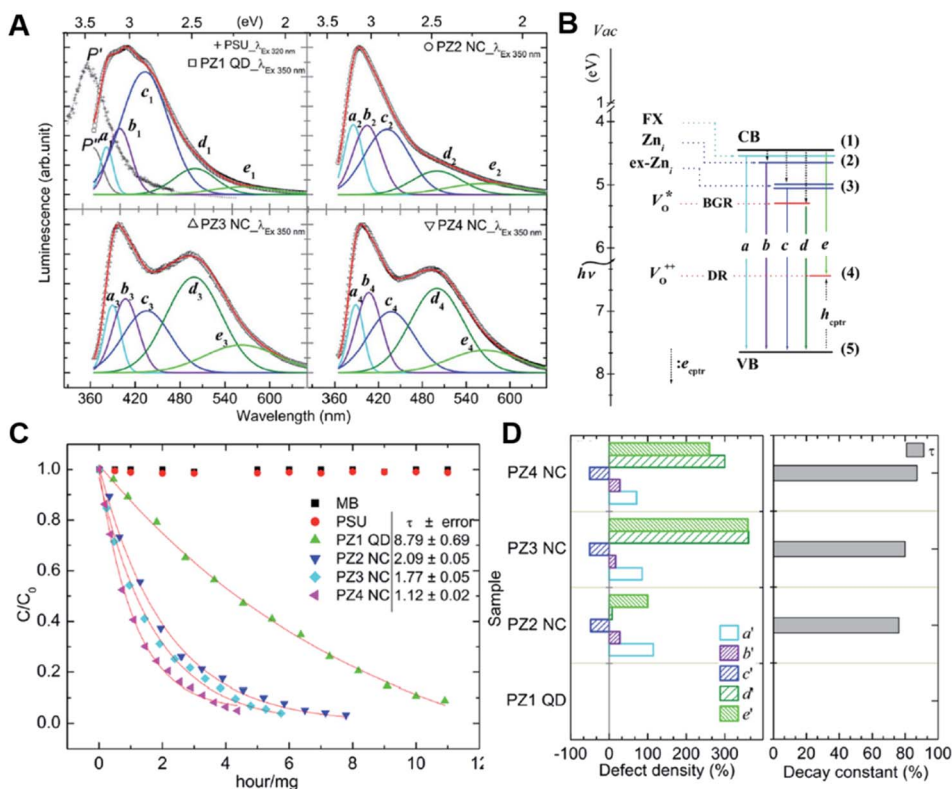 A
3.5 3 2.5 2 (eV) 3.5 3 2.5 2
Luminescence (arb.unit)
P'
P''
+ PSU_λEx 320 nm
□ PZ1 QD_λEx 350 nm
a1 b1 c1 d1 e1
○ PZ2 NC_λEx 350 nm
a2 b2 c2 d2 e2
△ PZ3 NC_λEx 350 nm
a3 b3 c3 d3 e3
▽ PZ4 NC_λEx 350 nm
a4 b4 c4 d4 e4
360 420 480 540 600 360 420 480 540 600
Wavelength (nm)
B
Vac
(eV)
1
4
5
6
hν
7
8
FX
Zni
ex-Zni
VO*
BGR
VO++
DR
CB
(1)
(2)
(3)
(4)
(5)
a b c d e
hcptr
:ecptr
VB
C
C/C0
1.0
0.8
0.6
0.4
0.2
0.0
MB
PSU τ ± error
PZ1 QD 8.79 ± 0.69
PZ2 NC 2.09 ± 0.05
PZ3 NC 1.77 ± 0.05
PZ4 NC 1.12 ± 0.02
0 2 4 6 8 10 12
hour/mg
D
Sample
PZ4 NC
PZ3 NC
PZ2 NC
PZ1 QD
a'
b'
c'
d'
e'
-100 0 100 200 300
Defect density (%)
τ
0 20 40 60 80 100
Decay constant (%)